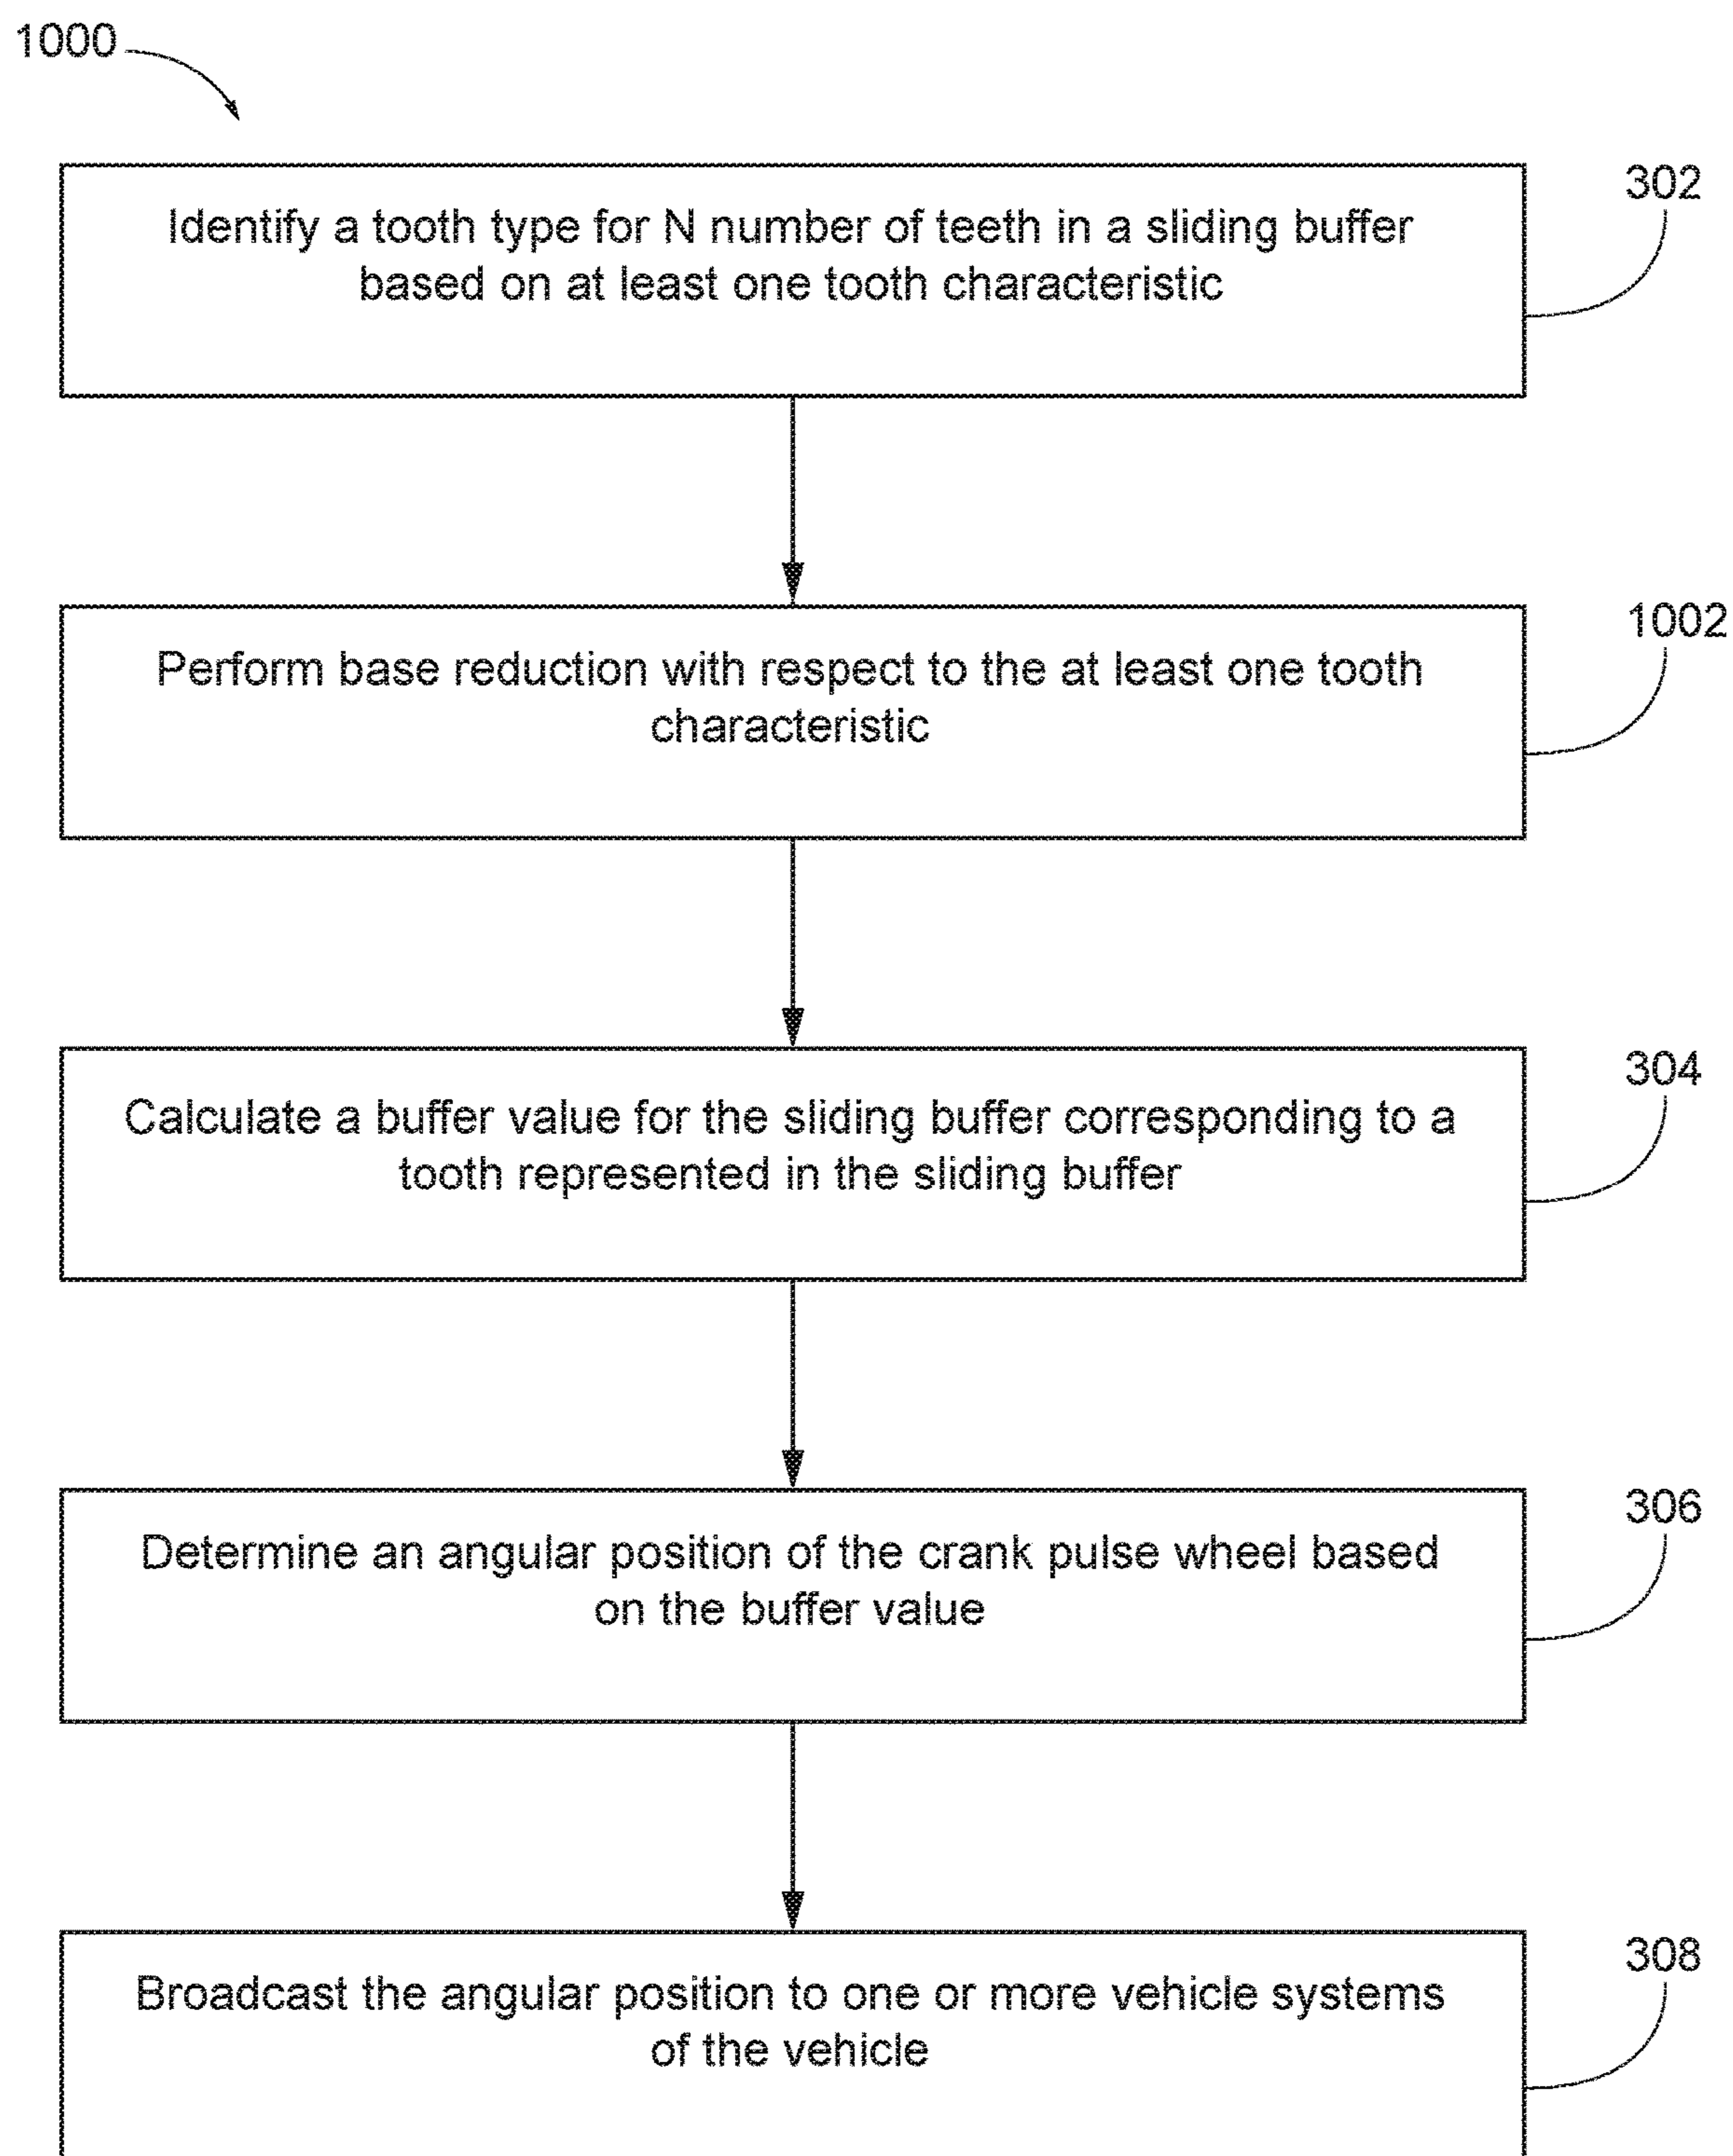 1000
302
Identify a tooth type for N number of teeth in a sliding buffer
based on at least one tooth characteristic
1002
Perform base reduction with respect to the at least one tooth
characteristic
304
Calculate a buffer value for the sliding buffer corresponding to a
tooth represented in the sliding buffer
306
Determine an angular position of the crank pulse wheel based
on the buffer value
308
Broadcast the angular position to one or more vehicle systems
of the vehicle